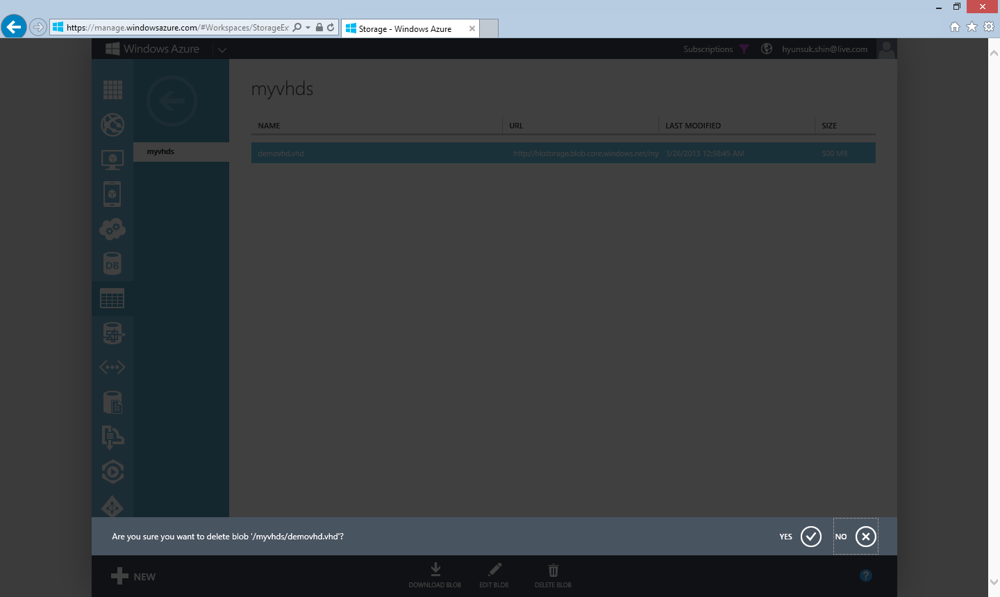 https://manage.windowsazure.com/#Workspaces/StorageEx
Storage - Windows Azure
Windows Azure
Subscriptions
hyunsuk.shin@live.com
myvhds
NAME URL LAST MODIFIED SIZE
myvhds
demovhd.vhd http://hkstorage.blob.core.windows.net/my 3/26/2013 12:58:45 AM 500 MB
DB
Are you sure you want to delete blob '/myvhds/demovhd.vhd'?
YES
NO
NEW
DOWNLOAD BLOB
EDIT BLOB
DELETE BLOB
?